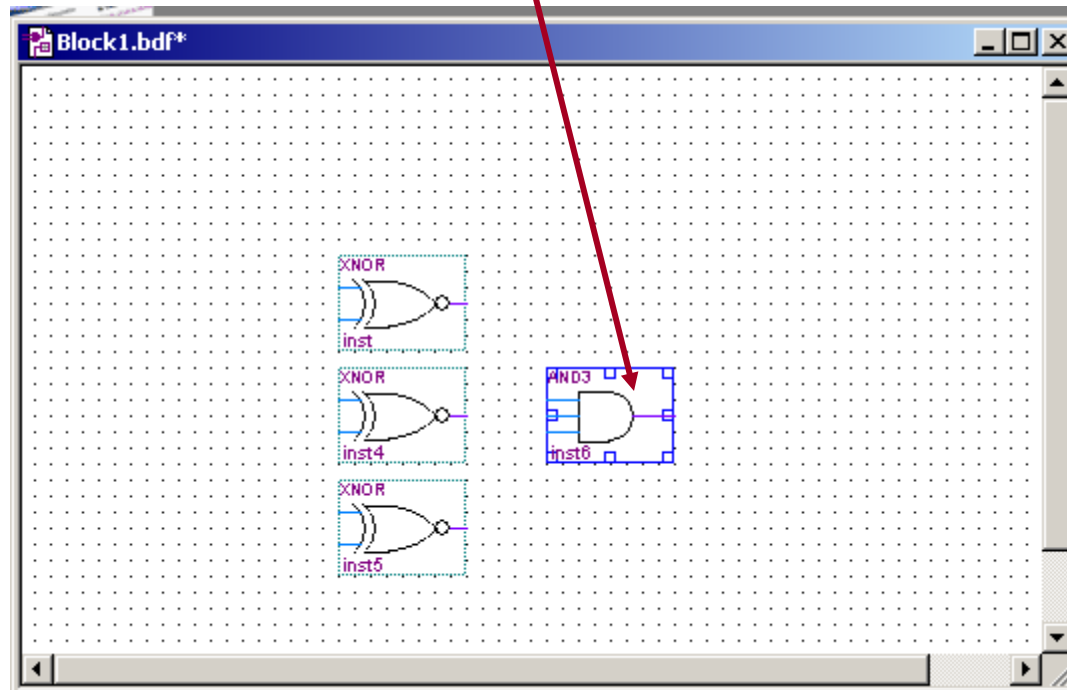 Block1.bdf*
XNOR
inst
XNOR
inst4
AND3
inst6
XNOR
inst5